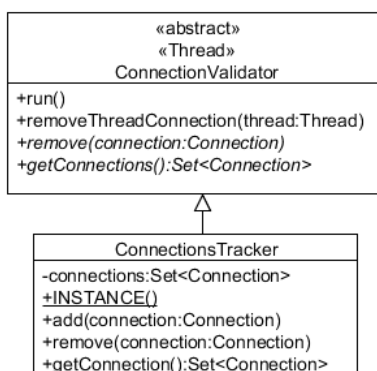 «abstract»
«Thread»
ConnectionValidator
+run()
+removeThreadConnection(thread:Thread)
+remove(connection:Connection)
+getConnections():Set<Connection>
ConnectionsTracker
-connections:Set<Connection>
+INSTANCE()
+add(connection:Connection)
+remove(connection:Connection)
+getConnection():Set<Connection>